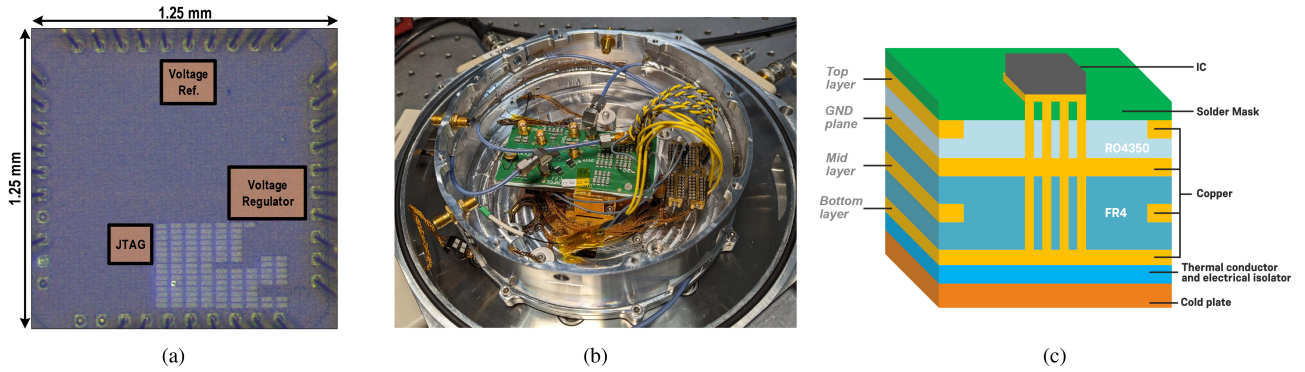 1.25 mm
1.25 mm
Voltage
Ref.
Voltage
Regulator
JTAG
(a)
(b)
Top
layer
GND
plane
Mid
layer
Bottom
layer
IC
Solder Mask
RO4350
Copper
FR4
Thermal conductor
and electrical isolator
Cold plate
(c)